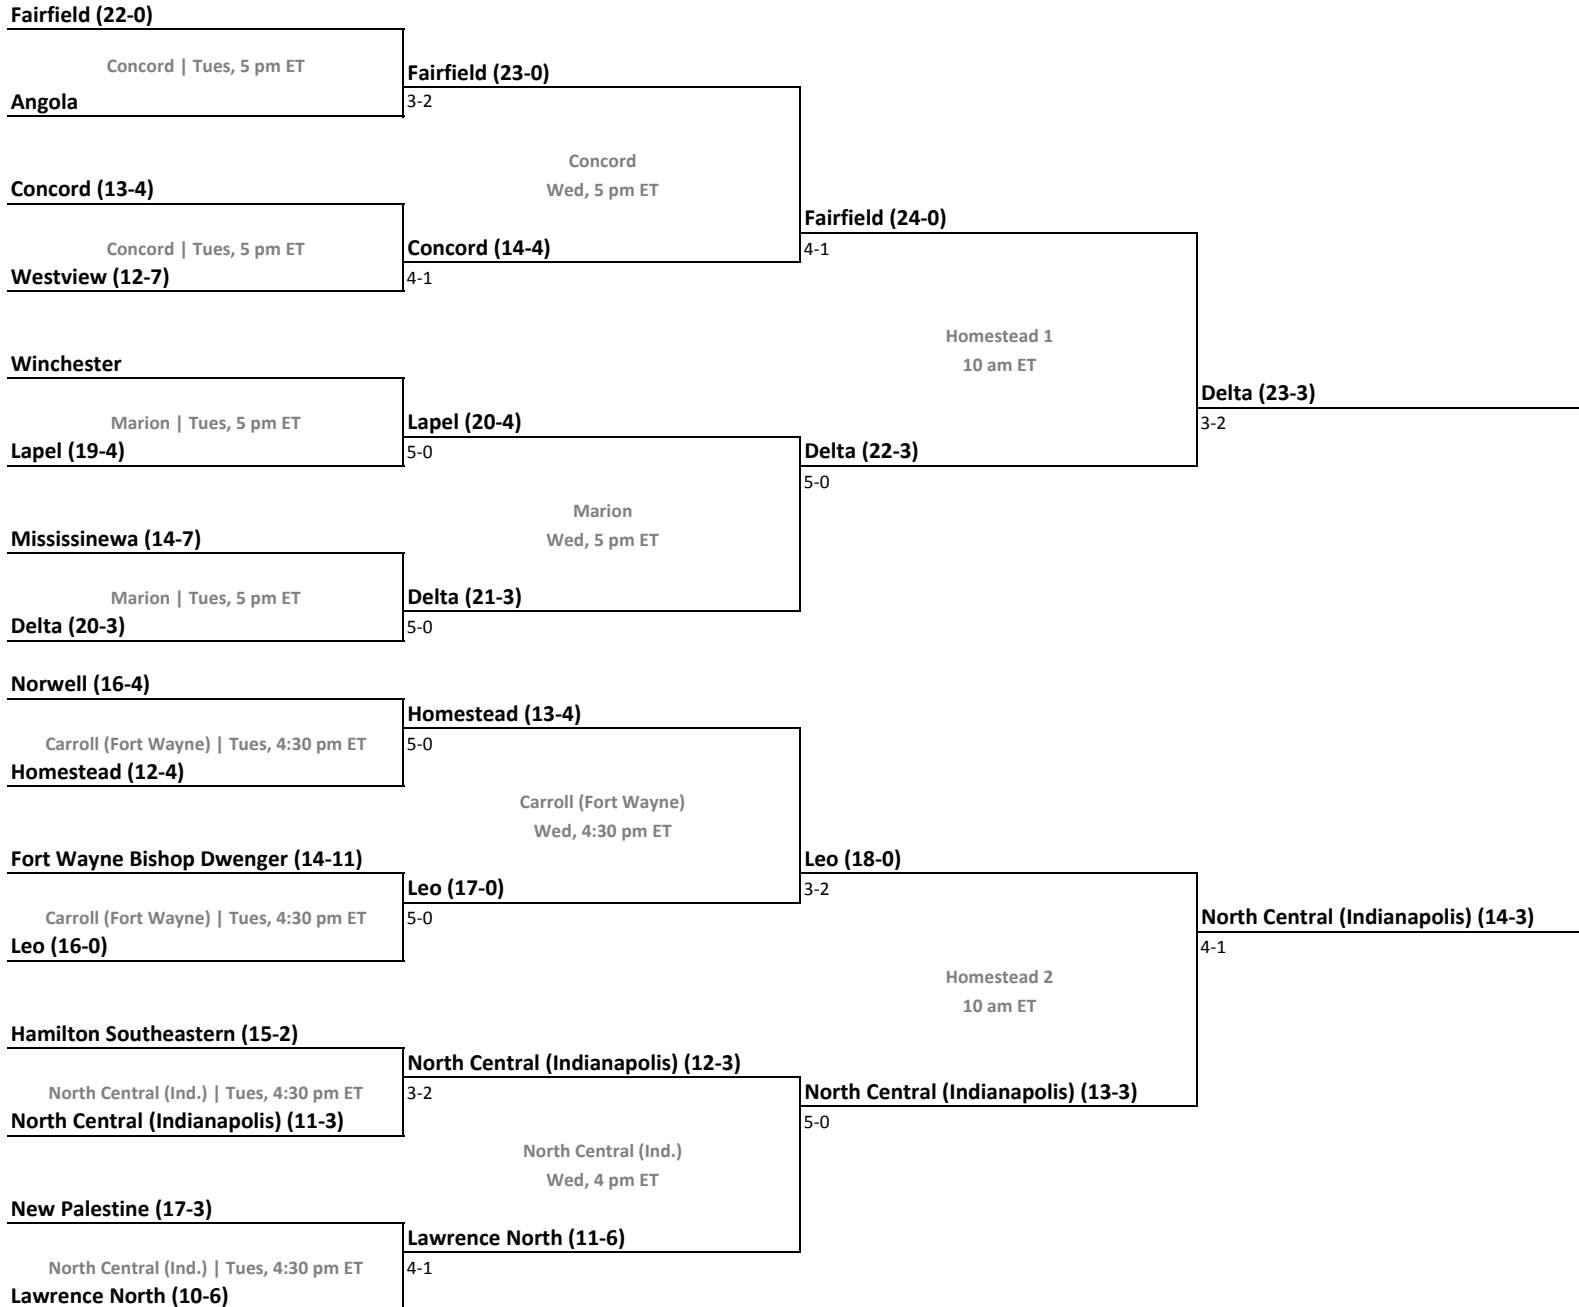 Fairfield (22-0)
Concord | Tues, 5 pm ET
Angola
Fairfield (23-0)
3-2
Concord
Wed, 5 pm ET
Concord (13-4)
Concord | Tues, 5 pm ET
Westview (12-7)
Concord (14-4)
4-1
Fairfield (24-0)
4-1
Homestead 1
10 am ET
Winchester
Marion | Tues, 5 pm ET
Lapel (19-4)
Lapel (20-4)
5-0
Marion
Wed, 5 pm ET
Delta (22-3)
5-0
Delta (23-3)
3-2
Mississinewa (14-7)
Marion | Tues, 5 pm ET
Delta (20-3)
Delta (21-3)
5-0
Norwell (16-4)
Carroll (Fort Wayne) | Tues, 4:30 pm ET
Homestead (12-4)
Homestead (13-4)
5-0
Carroll (Fort Wayne)
Wed, 4:30 pm ET
Fort Wayne Bishop Dwenger (14-11)
Carroll (Fort Wayne) | Tues, 4:30 pm ET
Leo (16-0)
Leo (17-0)
5-0
Leo (18-0)
3-2
Homestead 2
10 am ET
North Central (Indianapolis) (14-3)
4-1
Hamilton Southeastern (15-2)
North Central (Ind.) | Tues, 4:30 pm ET
North Central (Indianapolis) (11-3)
North Central (Indianapolis) (12-3)
3-2
North Central (Ind.)
Wed, 4 pm ET
North Central (Indianapolis) (13-3)
5-0
New Palestine (17-3)
North Central (Ind.) | Tues, 4:30 pm ET
Lawrence North (10-6)
Lawrence North (11-6)
4-1